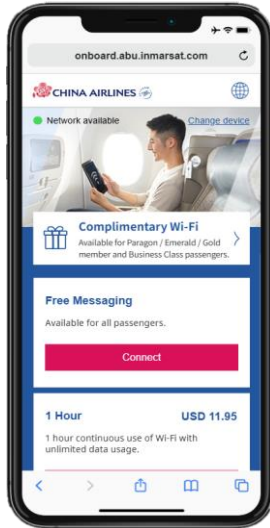 onboard.abu.inmarsat.com
CHINA AIRLINES
Network available
Change device
Complimentary Wi-Fi
Available for Paragon / Emerald / Gold
member and Business Class passengers.
Free Messaging
Available for all passengers.
Connect
1 Hour
USD 11.95
1 hour continuous use of Wi-Fi with
unlimited data usage.